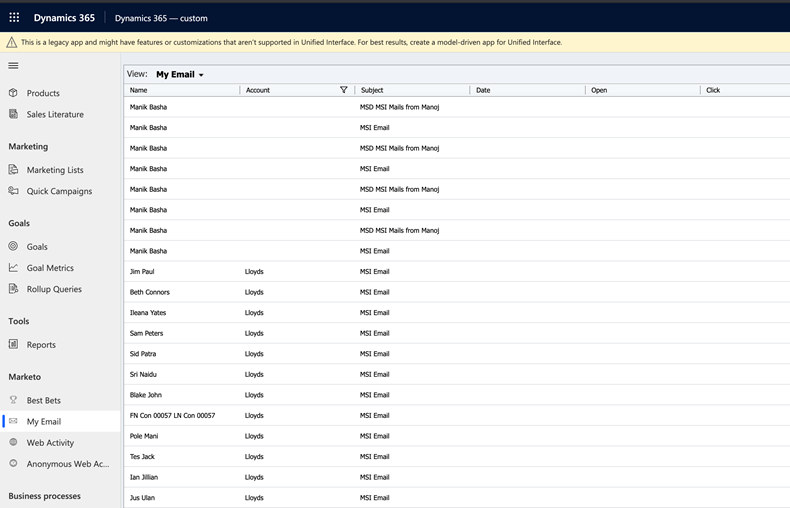 Dynamics 365 Dynamics 365 — custom
This is a legacy app and might have features or customizations that aren't supported in Unified Interface. For best results, create a model-driven app for Unified Interface.
Products
Sales Literature
Marketing
Marketing Lists
Quick Campaigns
Goals
Goals
Goal Metrics
Rollup Queries
Tools
Reports
Marketo
Best Bets
My Email
Web Activity
Anonymous Web Ac...
Business processes
View: My Email
Name Account Subject Date Open Click
Manik Basha MSD MSI Mails from Manoj
Manik Basha MSI Email
Manik Basha MSD MSI Mails from Manoj
Manik Basha MSI Email
Manik Basha MSD MSI Mails from Manoj
Manik Basha MSI Email
Manik Basha MSD MSI Mails from Manoj
Manik Basha MSI Email
Jim Paul Lloyds MSI Email
Beth Connors Lloyds MSI Email
Ileana Yates Lloyds MSI Email
Sam Peters Lloyds MSI Email
Sid Patra Lloyds MSI Email
Sri Naidu Lloyds MSI Email
Blake John Lloyds MSI Email
FN Con 00057 LN Con 00057 Lloyds MSI Email
Pole Mani Lloyds MSI Email
Tes Jack Lloyds MSI Email
Ian Jillian Lloyds MSI Email
Jus Ulan Lloyds MSI Email